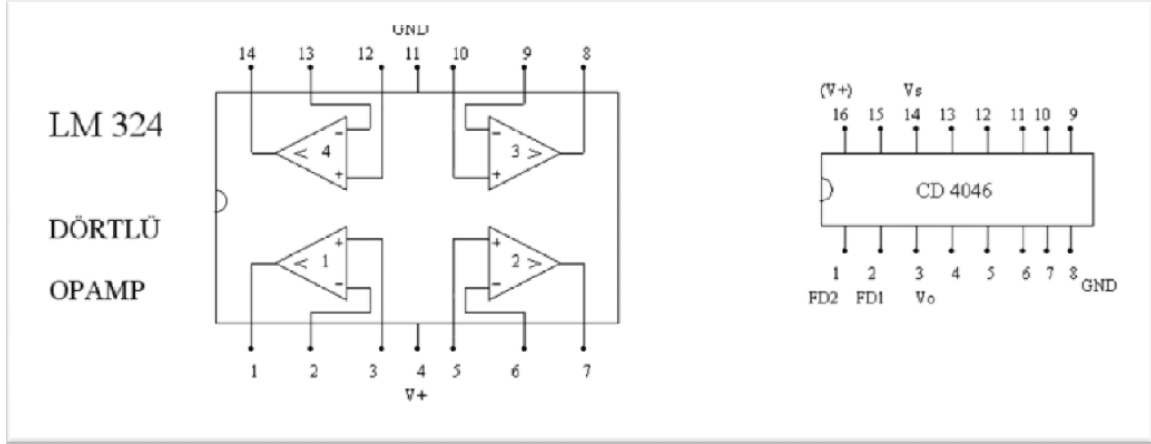 GND
14 13 12 11 10 9 8
LM 324
4 3
- + - +
DÖRTLÜ
OPAMP
1 2
+ - + -
1 2 3 4 5 6 7
V+
(V+) Vs
16 15 14 13 12 11 10 9
CD 4046
1 2 3 4 5 6 7 8
FD2 FD1 Vo GND